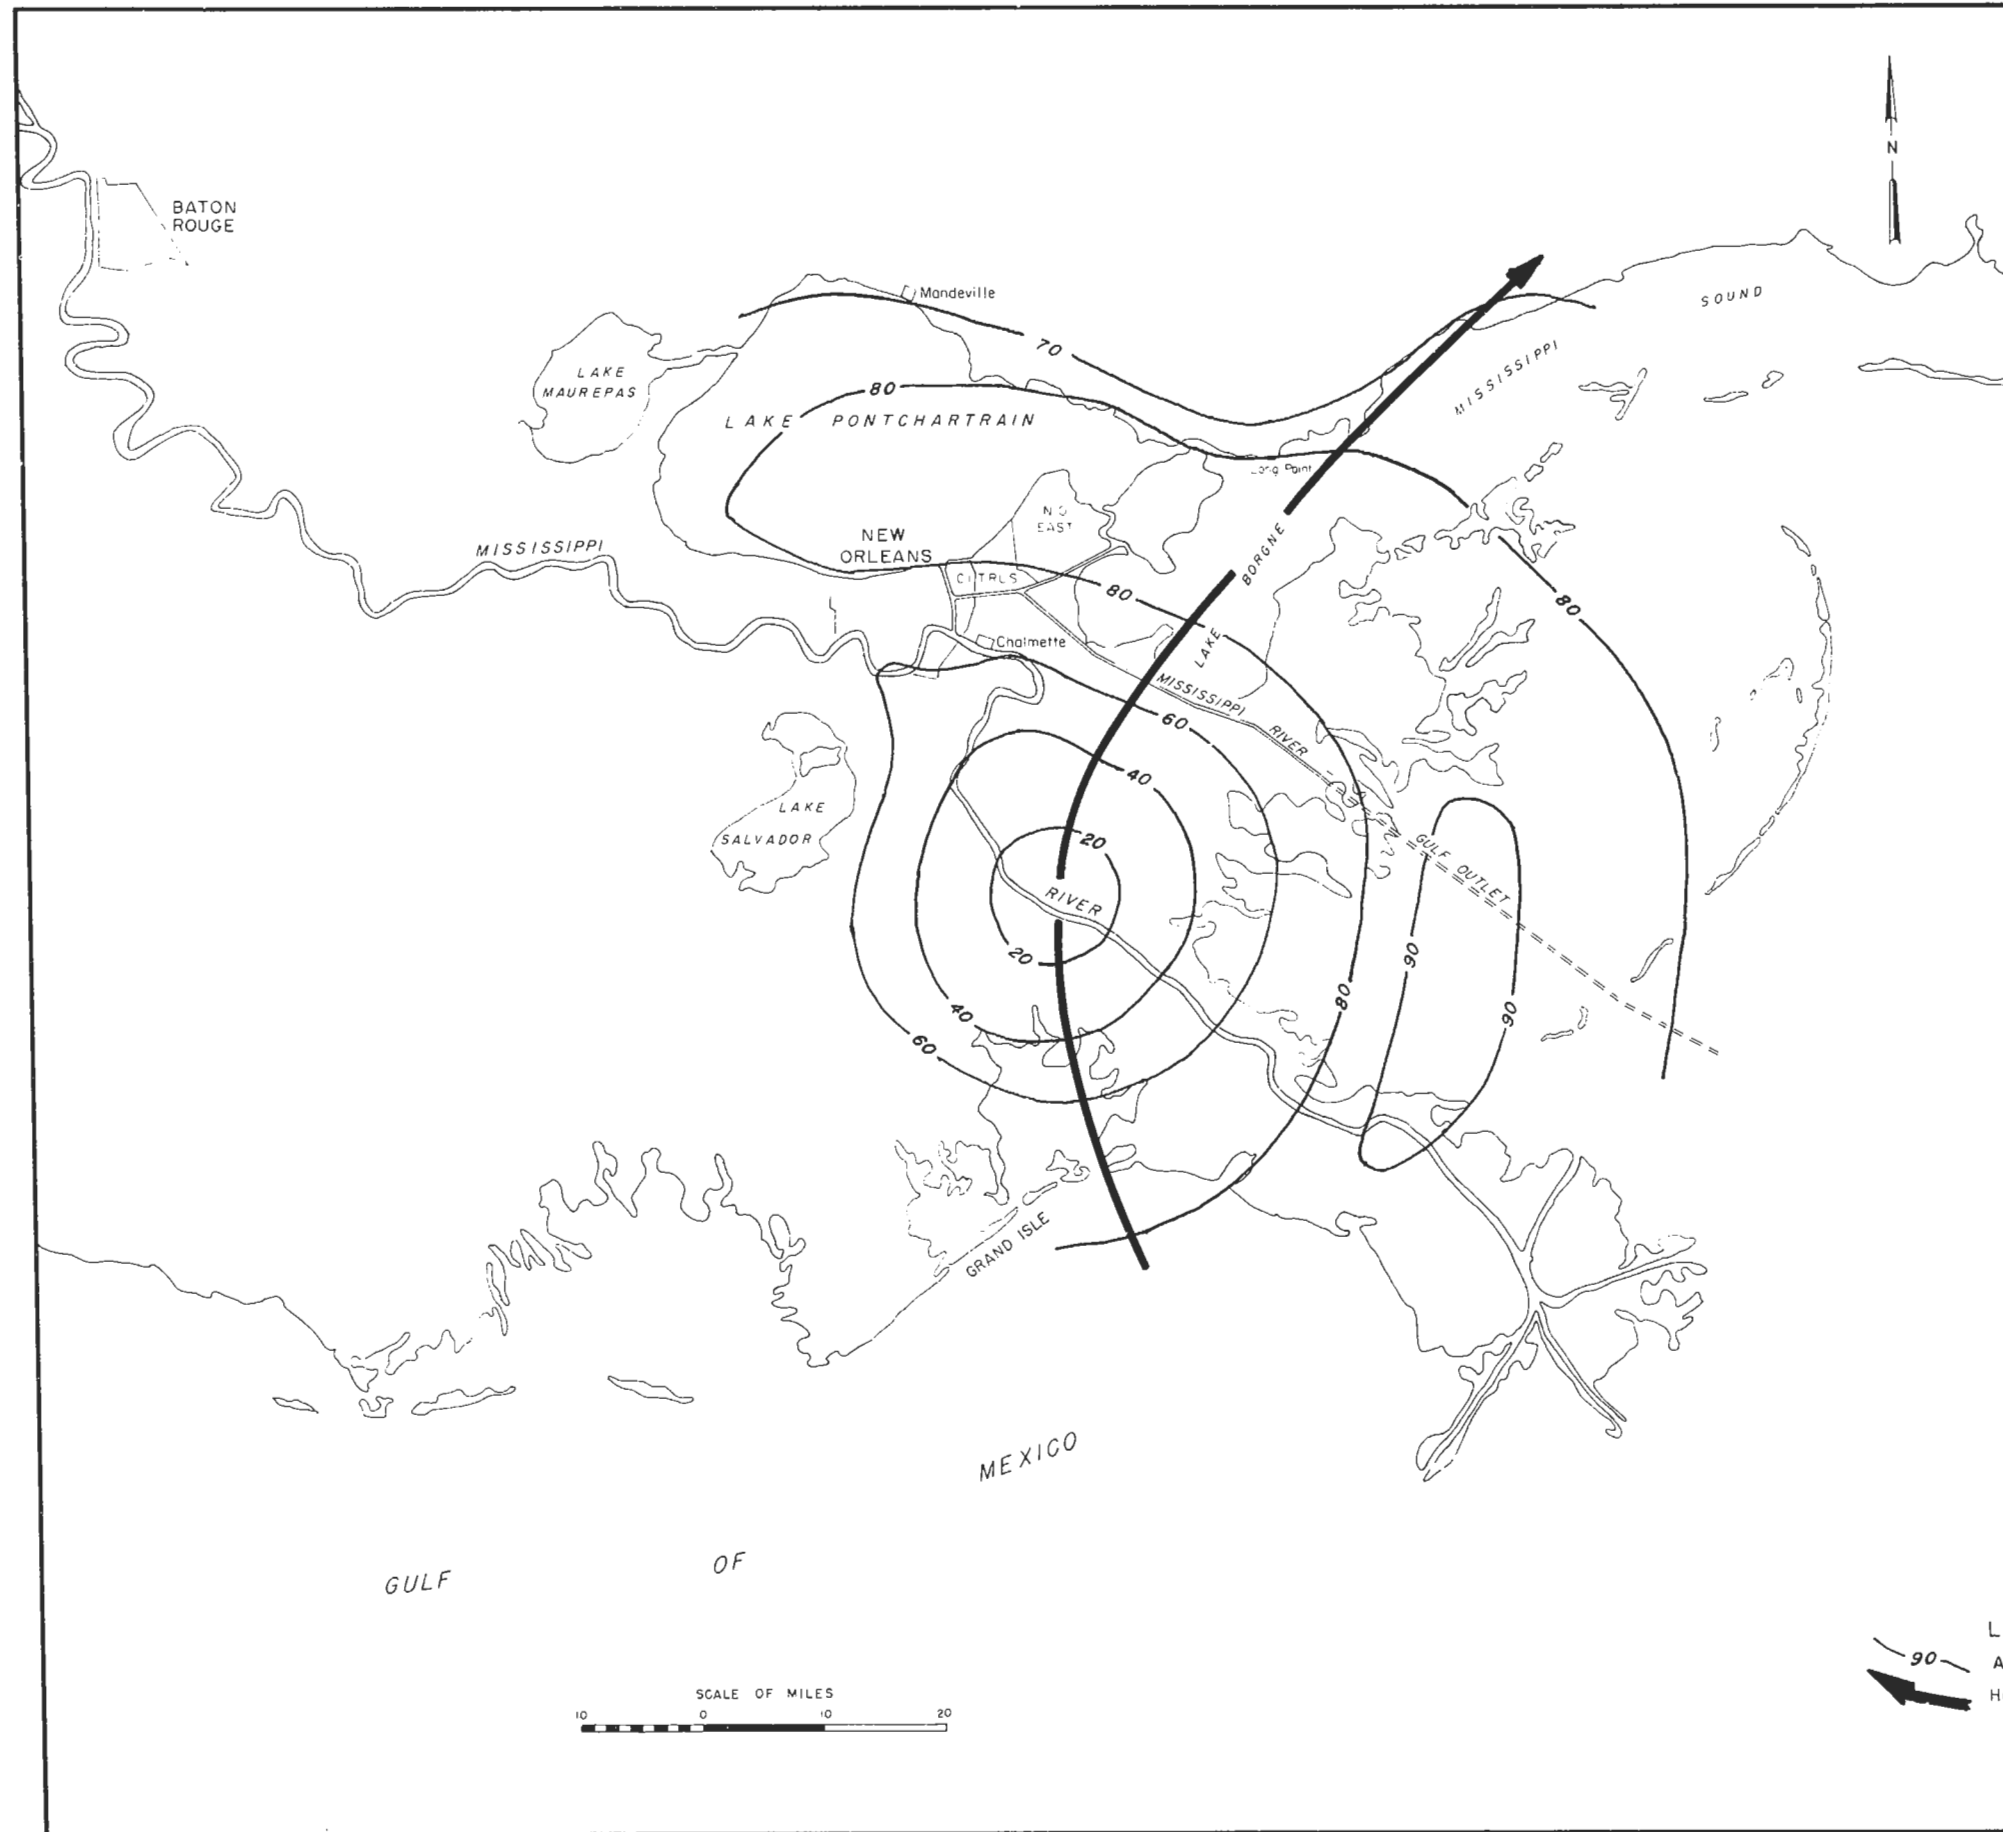 N
BATON
ROUGE
Mandeville
SOUND
70
MISSISSIPPI
LAKE
MAUREPAS
80
LAKE PONTCHARTRAIN
Long Point
N O
EAST
NEW
ORLEANS
MISSISSIPPI
BORGNE
80
80
Chalmette
LAKE
MISSISSIPPI
RIVER
60
40
LAKE
SALVADOR
20
GULF OUTLET
RIVER
20
90
80
90
40
60
GRAND ISLE
MEXICO
OF
GULF
SCALE OF MILES
10 0 10 20
L
90 A
H